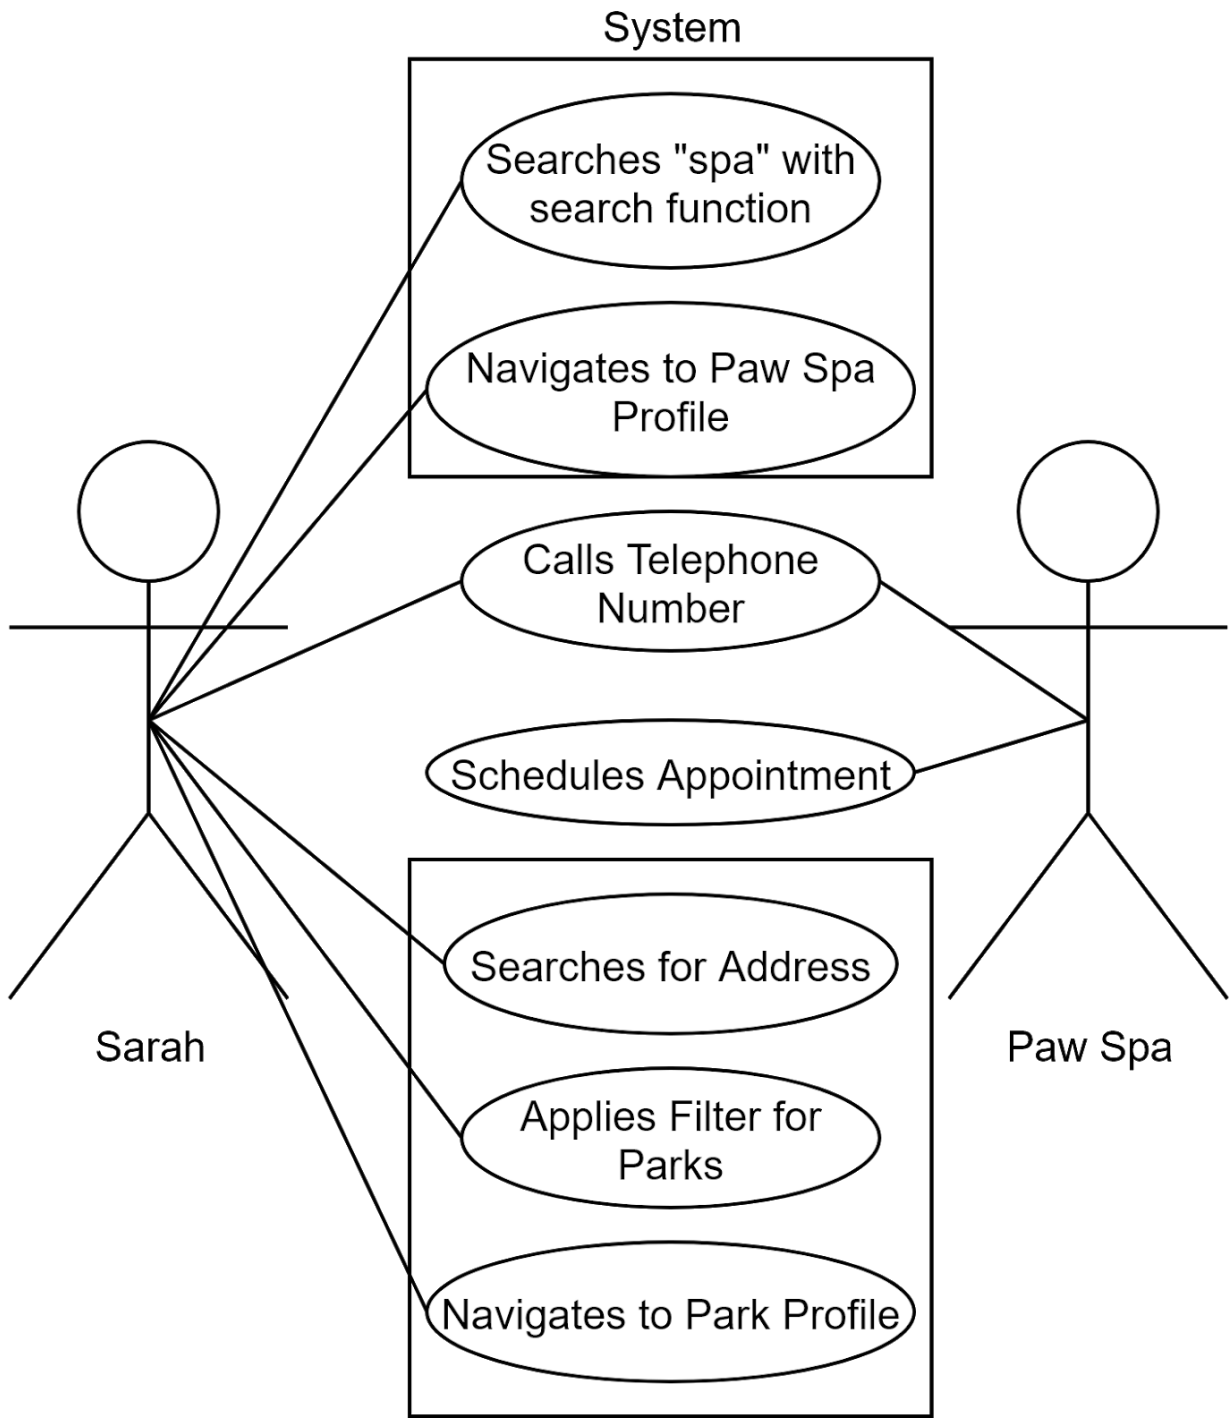 System
Searches "spa" with
search function
Navigates to Paw Spa
Profile
Calls Telephone
Number
Schedules Appointment
Searches for Address
Sarah
Paw Spa
Applies Filter for
Parks
Navigates to Park Profile